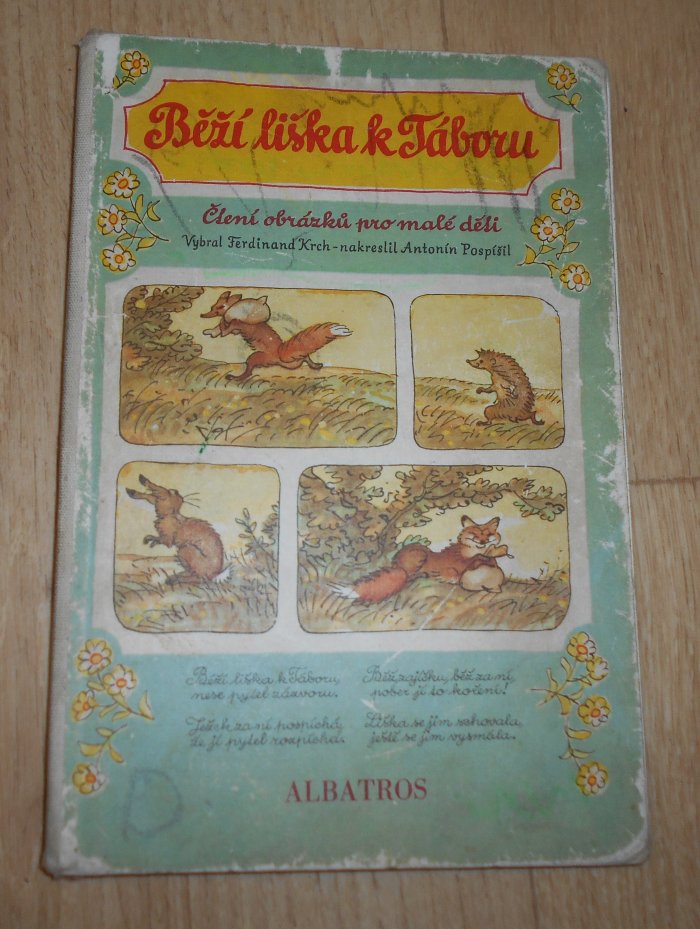 Běží liška k Táboru
Čtení obrázků pro malé děti
Vybral Ferdinand Krch - nakreslil Antonín Pospíšil
Běží liška k Táboru,
nese pytel zázvoru.
Ježek za ní pospíchá,
že jí pytel rozpíchá.
Běž, zajíčku, běž za ní,
pober jí to koření!
Liška se jim schovala,
ještě se jim vysmála.
ALBATROS
D